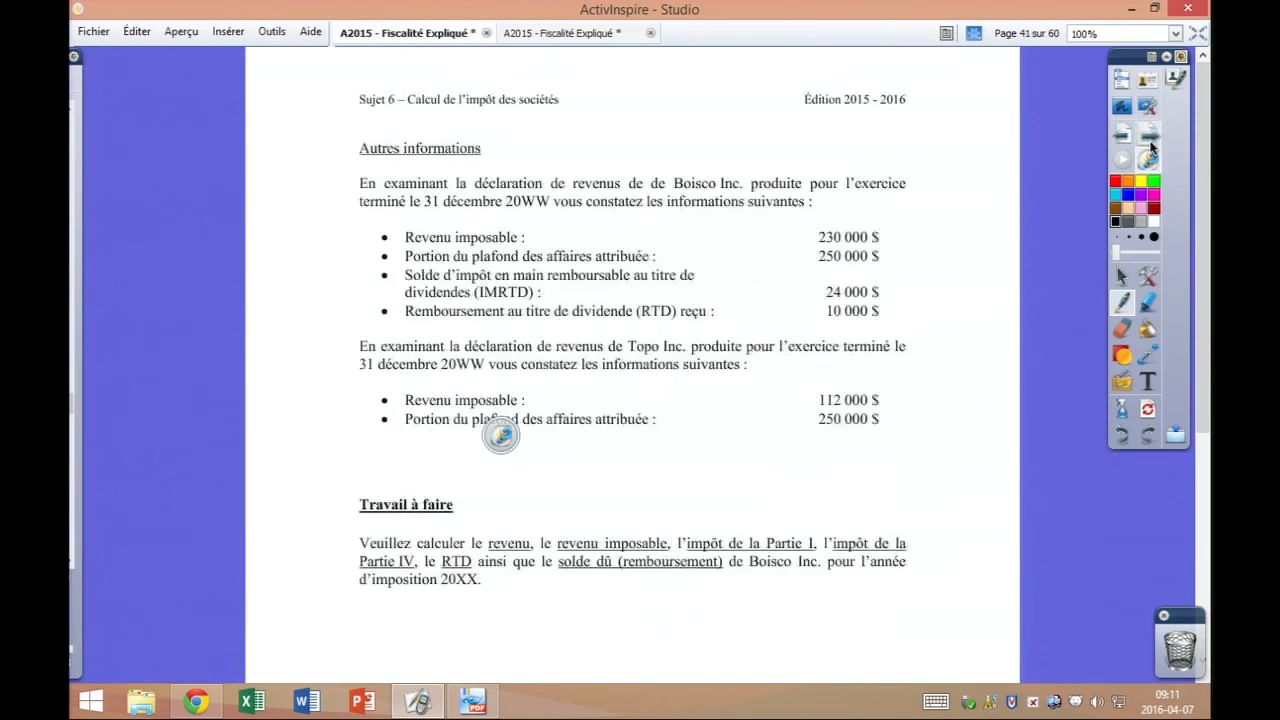 ActivInspire - Studio
Fichier Éditer Aperçu Insérer Outils Aide
A2015 - Fiscalité Expliqué * A2015 - Fiscalité Expliqué *
Page 41 sur 60 100%
Sujet 6 – Calcul de l’impôt des sociétés Édition 2015 - 2016
Autres informations
En examinant la déclaration de revenus de de Boisco Inc. produite pour l’exercice
terminé le 31 décembre 20WW vous constatez les informations suivantes :
• Revenu imposable : 230 000 $
• Portion du plafond des affaires attribuée : 250 000 $
• Solde d’impôt en main remboursable au titre de
dividendes (IMRTD) : 24 000 $
• Remboursement au titre de dividende (RTD) reçu : 10 000 $
En examinant la déclaration de revenus de Topo Inc. produite pour l’exercice terminé le
31 décembre 20WW vous constatez les informations suivantes :
• Revenu imposable : 112 000 $
• Portion du plafond des affaires attribuée : 250 000 $
Travail à faire
Veuillez calculer le revenu, le revenu imposable, l’impôt de la Partie I, l’impôt de la
Partie IV, le RTD ainsi que le solde dû (remboursement) de Boisco Inc. pour l’année
d’imposition 20XX.
09:11
2016-04-07